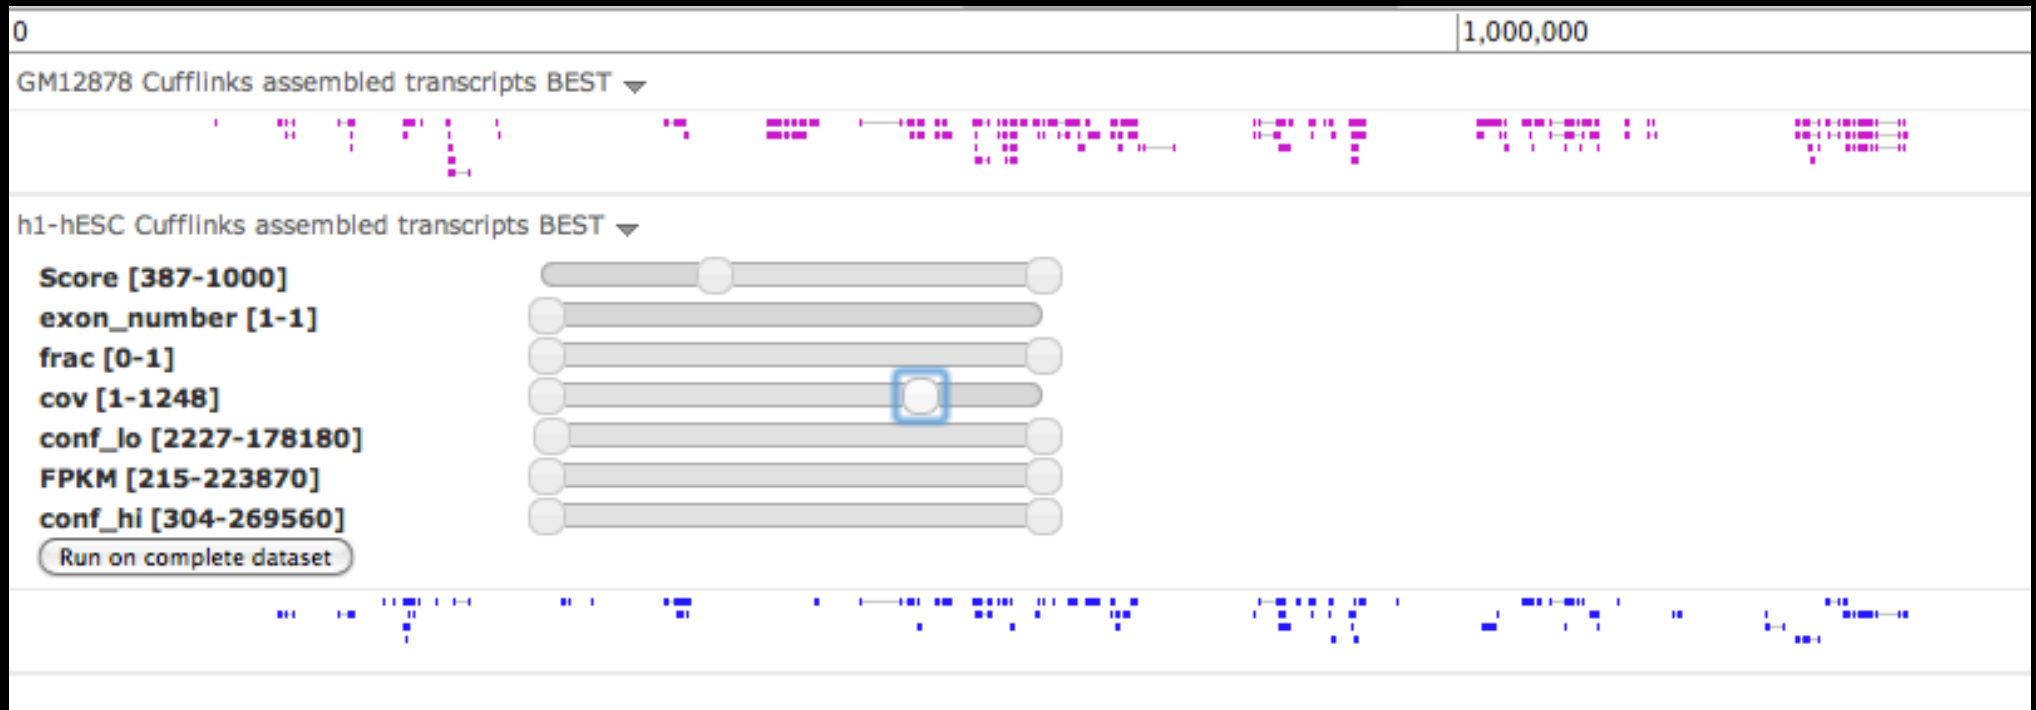 0 1,000,000
GM12878 Cufflinks assembled transcripts BEST
h1-hESC Cufflinks assembled transcripts BEST
Score [387-1000]
exon_number [1-1]
frac [0-1]
cov [1-1248]
conf_lo [2227-178180]
FPKM [215-223870]
conf_hi [304-269560]
Run on complete dataset